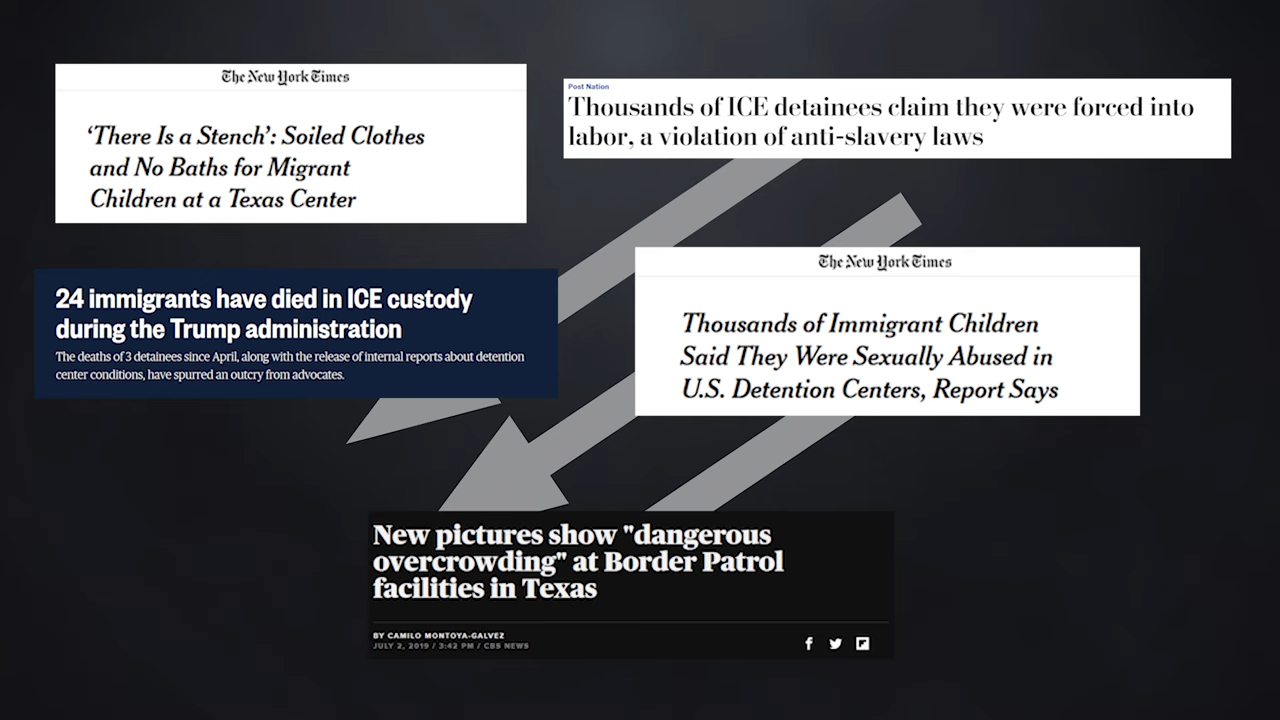 The New York Times
‘There Is a Stench’: Soiled Clothes
and No Baths for Migrant
Children at a Texas Center
Post Nation
Thousands of ICE detainees claim they were forced into
labor, a violation of anti-slavery laws
24 immigrants have died in ICE custody
during the Trump administration
The deaths of 3 detainees since April, along with the release of internal reports about detention
center conditions, have spurred an outcry from advocates.
The New York Times
Thousands of Immigrant Children
Said They Were Sexually Abused in
U.S. Detention Centers, Report Says
New pictures show "dangerous
overcrowding" at Border Patrol
facilities in Texas
BY CAMILO MONTOYA-GALVEZ
JULY 2, 2019 / 3:42 PM / CBS NEWS